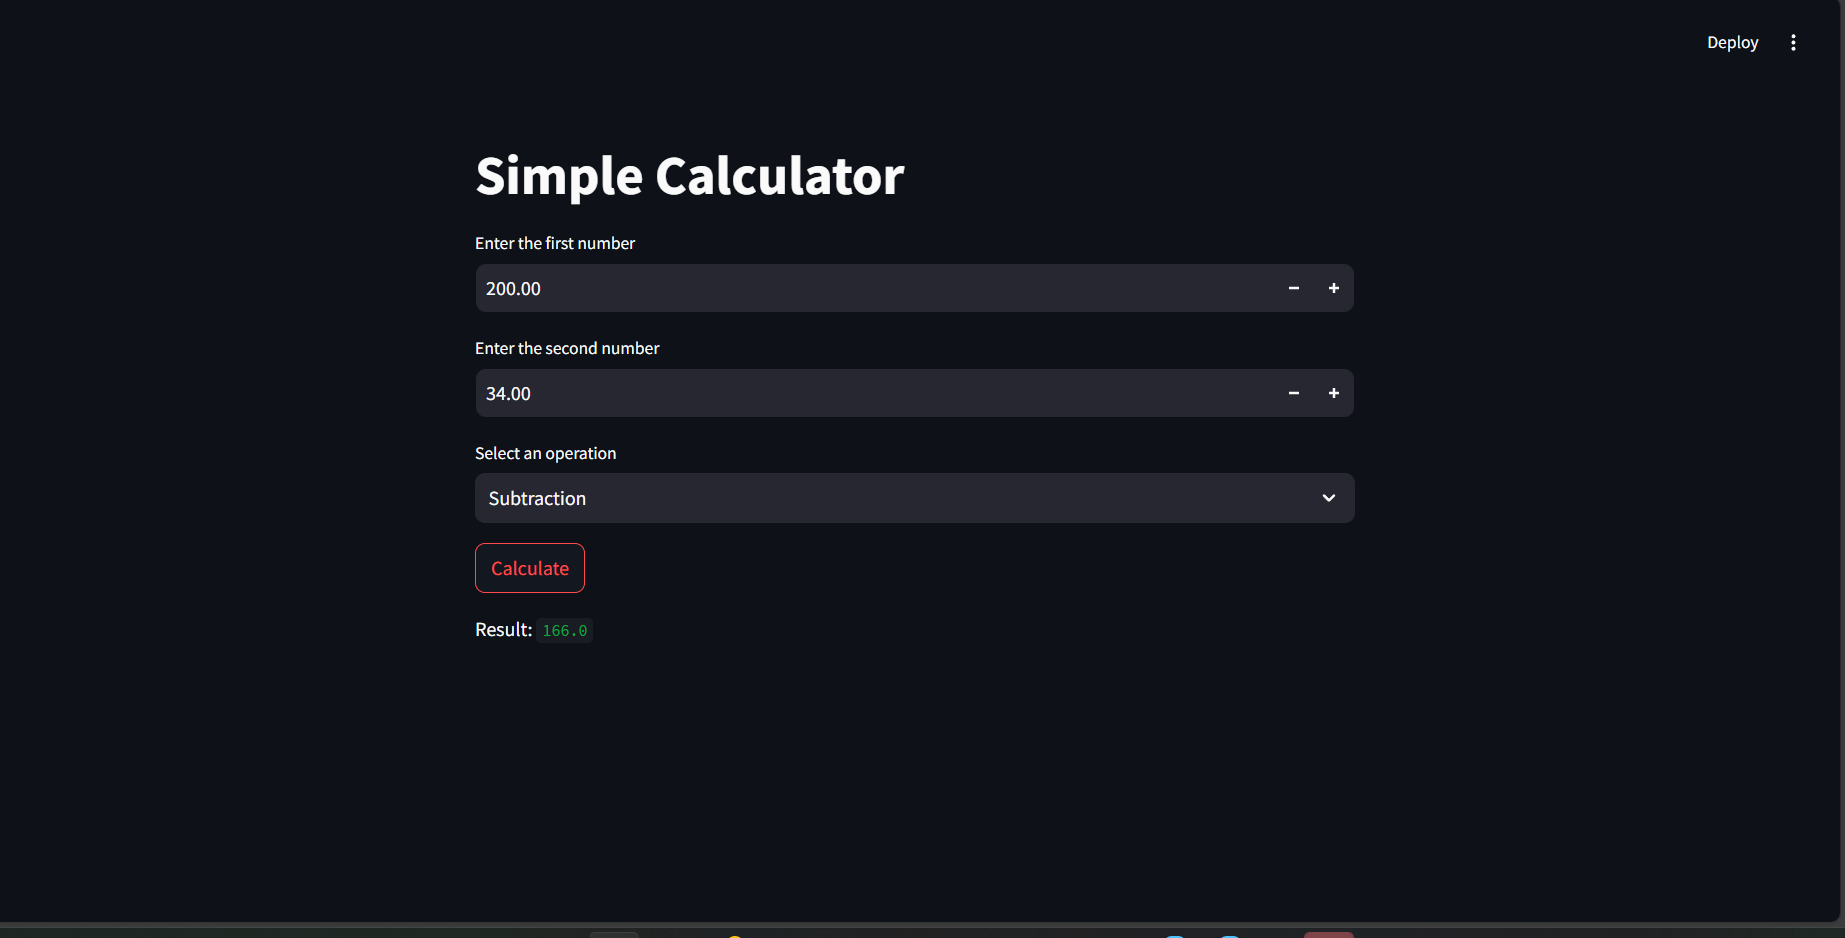 Deploy
Simple Calculator
Enter the first number
200.00
Enter the second number
34.00
Select an operation
Subtraction
Calculate
Result: 166.0